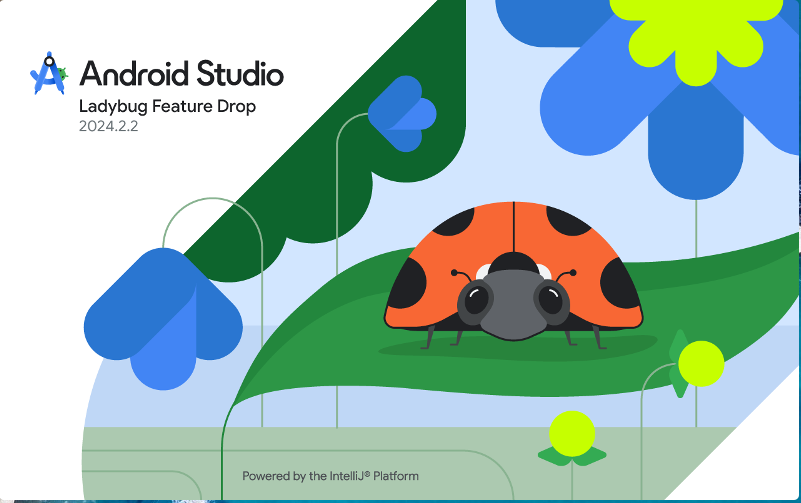 Android Studio
Ladybug Feature Drop
2024.2.2
Powered by the IntelliJ® Platform